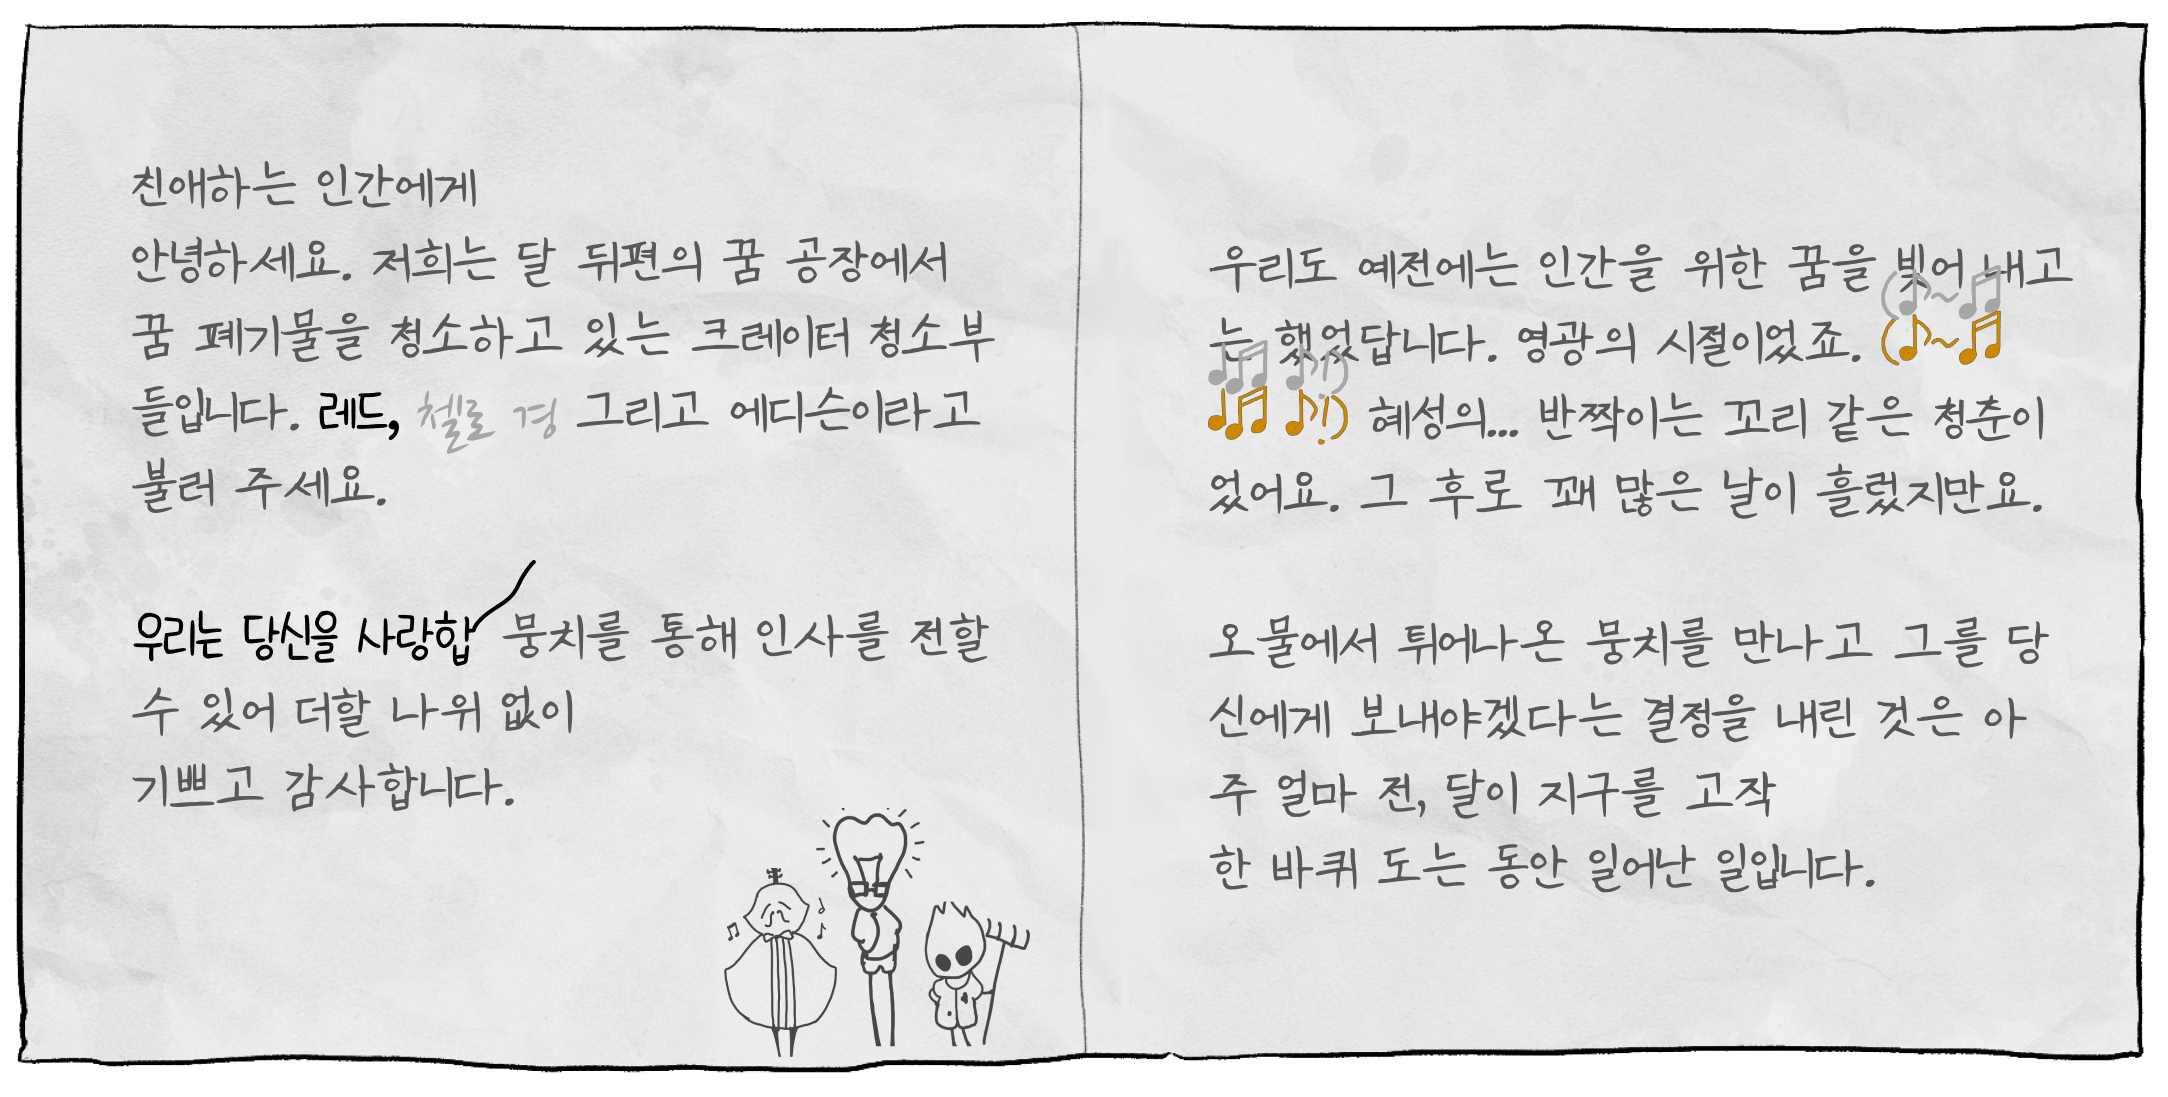 친애하는 인간에게
안녕하세요. 저희는 달 뒤편의 꿈 공장에서
꿈 폐기물을 청소하고 있는 크레이터 청소부
들입니다. 레드, 첼로 경 그리고 에디슨이라고
불러 주세요.
우리는 당신을 사랑합 뭉치를 통해 인사를 전할
수 있어 더할 나위 없이
기쁘고 감사합니다.
우리도 예전에는 인간을 위한 꿈을 빚어 내고
는 했었답니다. 영광의 시절이었죠. (♪~♫
♩♫ ♪!) 혜성의... 반짝이는 꼬리 같은 청춘이
었어요. 그 후로 꽤 많은 날이 흘렀지만요.
오물에서 튀어나온 뭉치를 만나고 그를 당
신에게 보내야겠다는 결정을 내린 것은 아
주 얼마 전, 달이 지구를 고작
한 바퀴 도는 동안 일어난 일입니다.